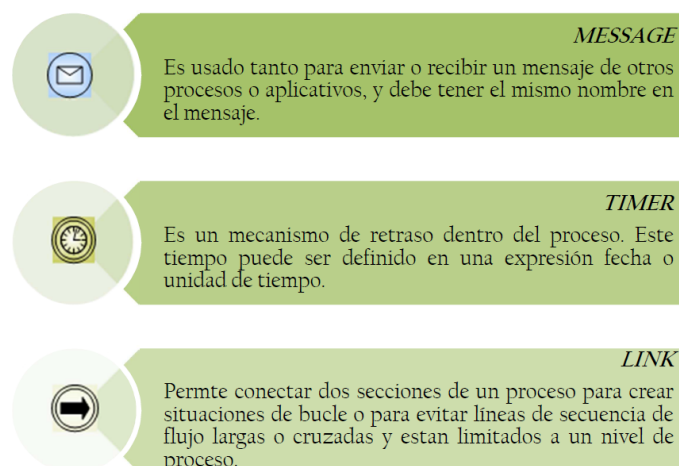 MESSAGE
Es usado tanto para enviar o recibir un mensaje de otros
procesos o aplicativos, y debe tener el mismo nombre en
el mensaje.
TIMER
Es un mecanismo de retraso dentro del proceso. Este
tiempo puede ser definido en una expresión fecha o
unidad de tiempo.
LINK
Permte conectar dos secciones de un proceso para crear
situaciones de bucle o para evitar líneas de secuencia de
flujo largas o cruzadas y estan limitados a un nivel de
proceso.